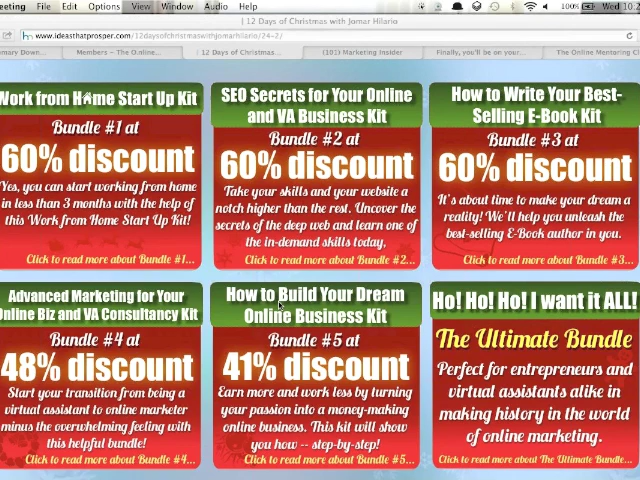 eeting File Edit View Window Audio Help 100% Wed 10:2
12 Days of Christmas with Jomar Hilario
www.ideasthatprosper.com/12daysofchristmaswithjomarhilario/24-2/
mary Down... Members – The Online... 12 Days of Christmas... (101) Marketing Insider Finally, you'll be on your... The Online Mentoring Cl
Work from Home Start Up Kit
Bundle #1 at
60% discount
Yes, you can start working from home
in less than 3 months with the help of
this Work from Home Start Up Kit!
Click to read more about Bundle #1...
SEO Secrets for Your Online
and VA Business Kit
Bundle #2 at
60% discount
Take your skills and your website a
notch higher than the rest. Uncover the
secrets of the deep web and learn one of
the in-demand skills today.
Click to read more about Bundle #2...
How to Write Your Best-
Selling E-Book Kit
Bundle #3 at
60% discount
It's about time to make your dream a
reality! We'll help you unleash the
best-selling E-Book author in you.
Click to read more about Bundle #3...
Advanced Marketing for Your
Online Biz and VA Consultancy Kit
Bundle #4 at
48% discount
Start your transition from being a
virtual assistant to online marketer
minus the overwhelming feeling with
this helpful bundle!
Click to read more about Bundle #4...
How to Build Your Dream
Online Business Kit
Bundle #5 at
41% discount
Earn more and work less by turning
your passion into a money-making
online business. This kit will show
you how -- step-by-step!
Click to read more about Bundle #5...
Ho! Ho! Ho! I want it ALL!
The Ultimate Bundle
Perfect for entrepreneurs and
virtual assistants alike in
making history in the world
of online marketing.
Click to read more about The Ultimate Bundle...